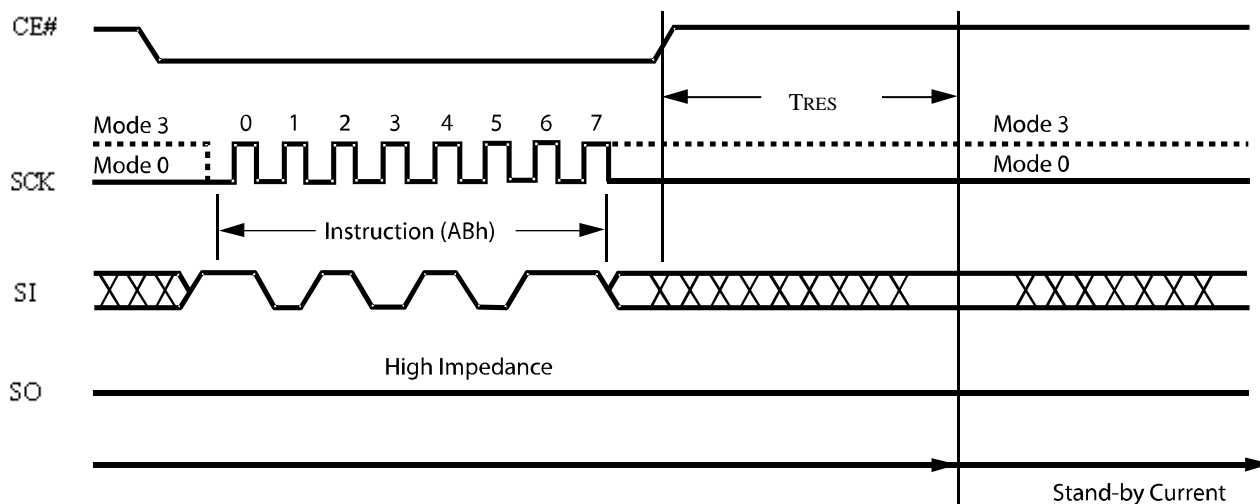 CE#
TRES
Mode 3
0 1 2 3 4 5 6 7
Mode 3
Mode 0
Mode 0
SCK
Instruction (ABh)
SI
High Impedance
SO
Stand-by Current